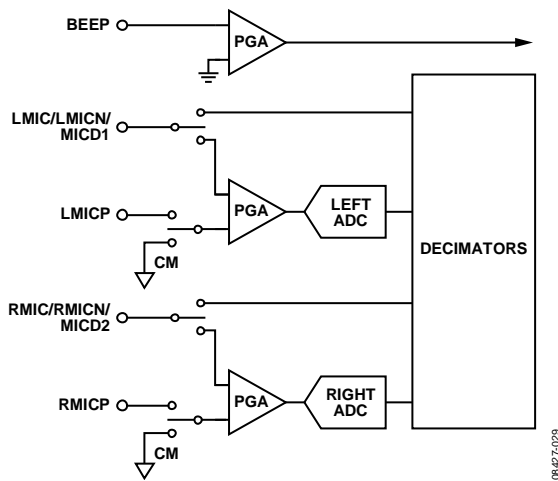 BEEP
PGA
LMIC/LMICN/
MICD1
LMICP
PGA
LEFT
ADC
CM
DECIMATORS
RMIC/RMICN/
MICD2
RMICP
PGA
RIGHT
ADC
CM
08427-029